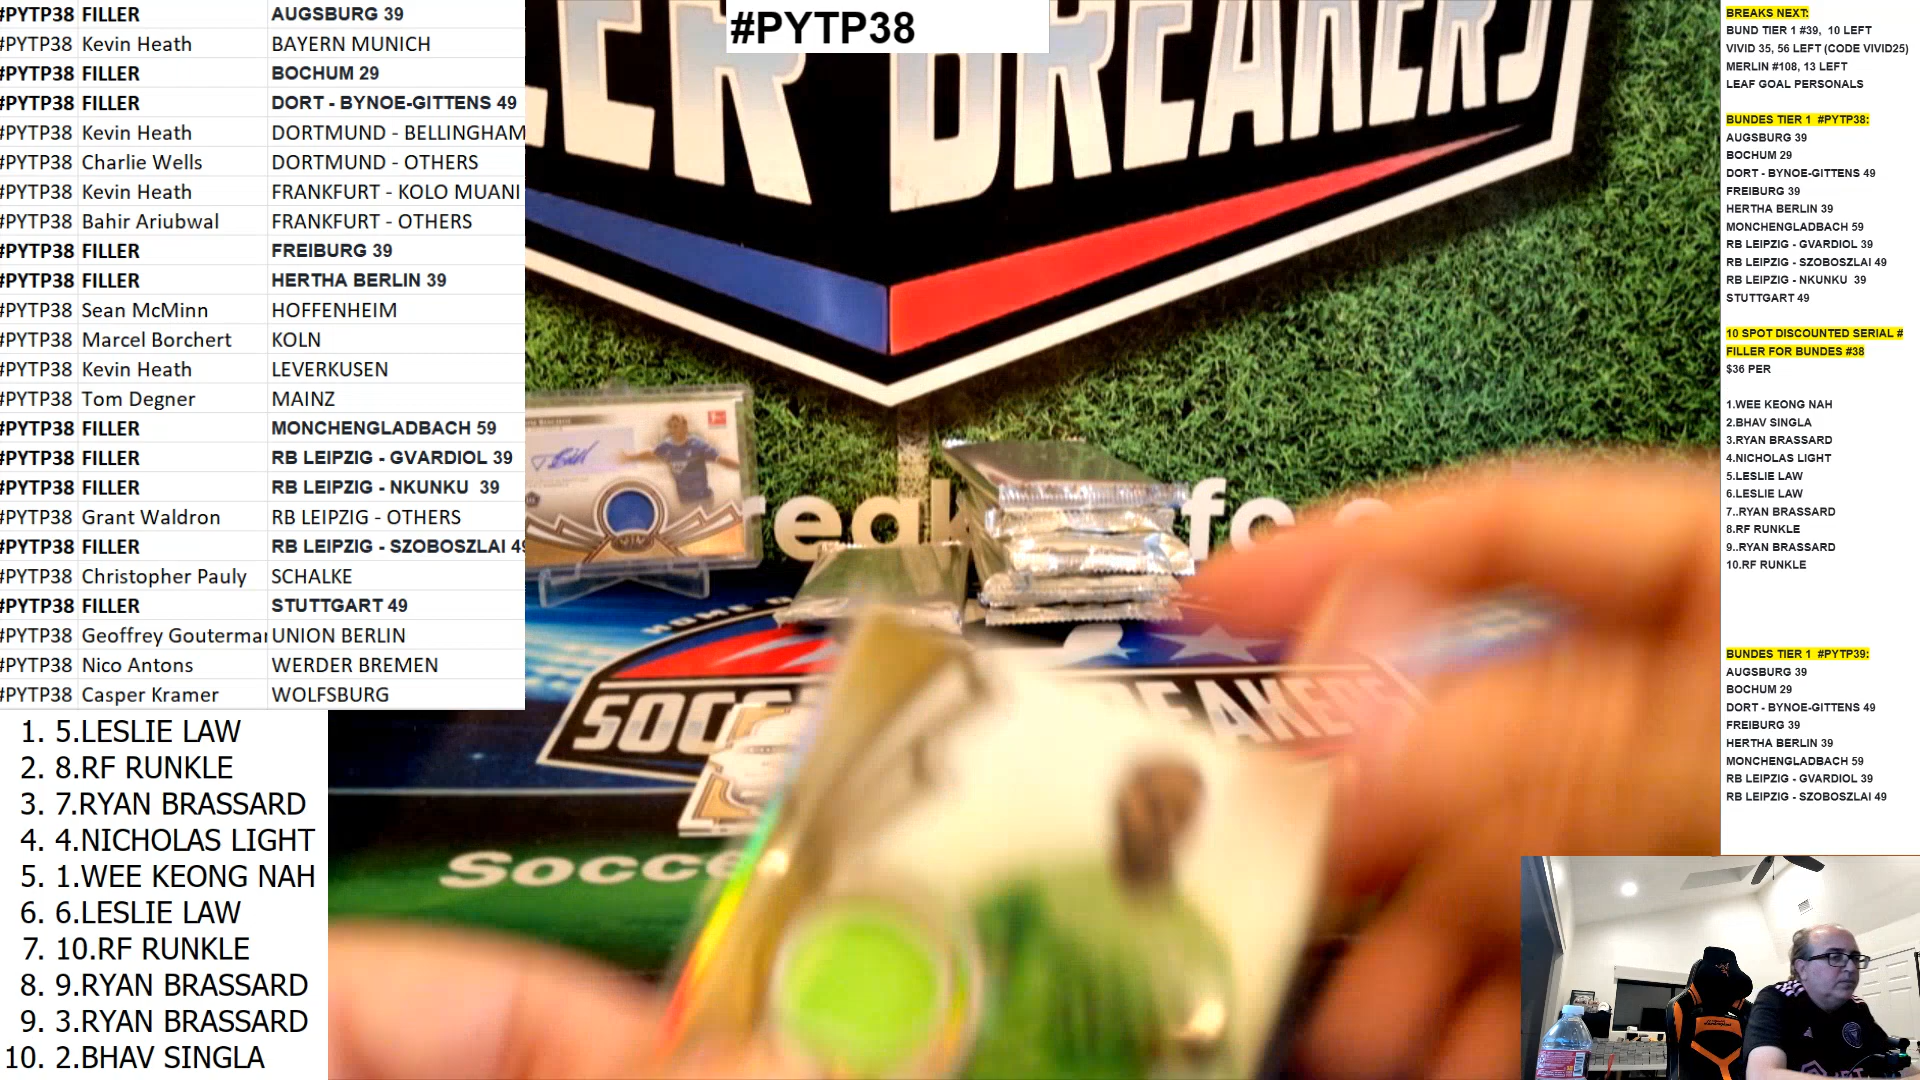 #PYTP38 FILLER AUGSBURG 39
#PYTP38 Kevin Heath BAYERN MUNICH
#PYTP38 FILLER BOCHUM 29
#PYTP38 FILLER DORT - BYNOE-GITTENS 49
#PYTP38 Kevin Heath DORTMUND - BELLINGHAM
#PYTP38 Charlie Wells DORTMUND - OTHERS
#PYTP38 Kevin Heath FRANKFURT - KOLO MUANI
#PYTP38 Bahir Ariubwal FRANKFURT - OTHERS
#PYTP38 FILLER FREIBURG 39
#PYTP38 FILLER HERTHA BERLIN 39
#PYTP38 Sean McMinn HOFFENHEIM
#PYTP38 Marcel Borchert KOLN
#PYTP38 Kevin Heath LEVERKUSEN
#PYTP38 Tom Degner MAINZ
#PYTP38 FILLER MONCHENGLADBACH 59
#PYTP38 FILLER RB LEIPZIG - GVARDIOL 39
#PYTP38 FILLER RB LEIPZIG - NKUNKU 39
#PYTP38 Grant Waldron RB LEIPZIG - OTHERS
#PYTP38 FILLER RB LEIPZIG - SZOBOSZLAI 49
#PYTP38 Christopher Pauly SCHALKE
#PYTP38 FILLER STUTTGART 49
#PYTP38 Geoffrey Gouterman UNION BERLIN
#PYTP38 Nico Antons WERDER BREMEN
#PYTP38 Casper Kramer WOLFSBURG
1. 5.LESLIE LAW
2. 8.RF RUNKLE
3. 7.RYAN BRASSARD
4. 4.NICHOLAS LIGHT
5. 1.WEE KEONG NAH
6. 6.LESLIE LAW
7. 10.RF RUNKLE
8. 9.RYAN BRASSARD
9. 3.RYAN BRASSARD
10. 2.BHAV SINGLA
#PYTP38
ER BREAKERS
reak
fo
SOCC BREAKERS
Socce
BREAKS NEXT:
BUND TIER 1 #39, 10 LEFT
VIVID 35, 56 LEFT (CODE VIVID25)
MERLIN #108, 13 LEFT
LEAF GOAL PERSONALS
BUNDES TIER 1 #PYTP38:
AUGSBURG 39
BOCHUM 29
DORT - BYNOE-GITTENS 49
FREIBURG 39
HERTHA BERLIN 39
MONCHENGLADBACH 59
RB LEIPZIG - GVARDIOL 39
RB LEIPZIG - SZOBOSZLAI 49
RB LEIPZIG - NKUNKU 39
STUTTGART 49
10 SPOT DISCOUNTED SERIAL #
FILLER FOR BUNDES #38
$36 PER
1.WEE KEONG NAH
2.BHAV SINGLA
3.RYAN BRASSARD
4.NICHOLAS LIGHT
5.LESLIE LAW
6.LESLIE LAW
7..RYAN BRASSARD
8.RF RUNKLE
9..RYAN BRASSARD
10.RF RUNKLE
BUNDES TIER 1 #PYTP39:
AUGSBURG 39
BOCHUM 29
DORT - BYNOE-GITTENS 49
FREIBURG 39
HERTHA BERLIN 39
MONCHENGLADBACH 59
RB LEIPZIG - GVARDIOL 39
RB LEIPZIG - SZOBOSZLAI 49